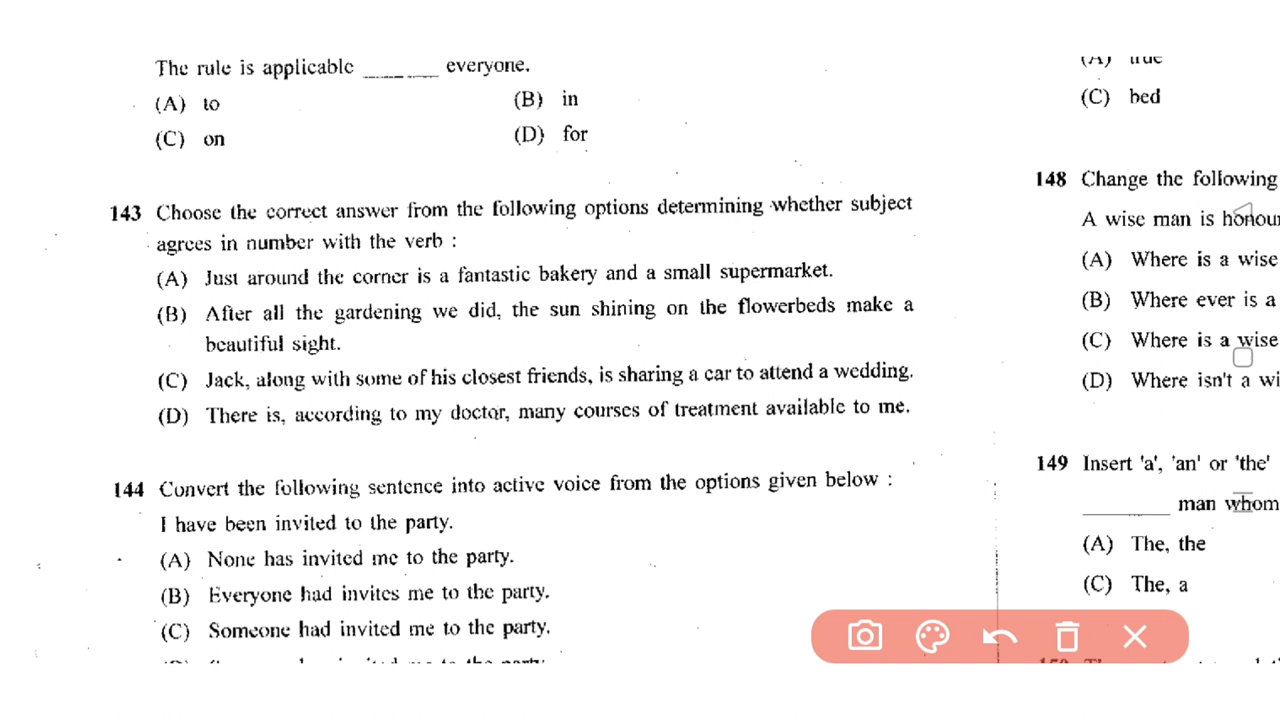 The rule is applicable ______ everyone.
(A) to
(B) in
(C) on
(D) for
143 Choose the correct answer from the following options determining whether subject
agrees in number with the verb :
(A) Just around the corner is a fantastic bakery and a small supermarket.
(B) After all the gardening we did, the sun shining on the flowerbeds make a
beautiful sight.
(C) Jack, along with some of his closest friends, is sharing a car to attend a wedding.
(D) There is, according to my doctor, many courses of treatment available to me.
144 Convert the following sentence into active voice from the options given below :
I have been invited to the party.
(A) None has invited me to the party.
(B) Everyone had invites me to the party.
(C) Someone had invited me to the party.
(C) bed
148 Change the following
A wise man is honour
(A) Where is a wise
(B) Where ever is a
(C) Where is a wise
(D) Where isn't a wi
149 Insert 'a', 'an' or 'the'
______ man whom
(A) The, the
(C) The, a